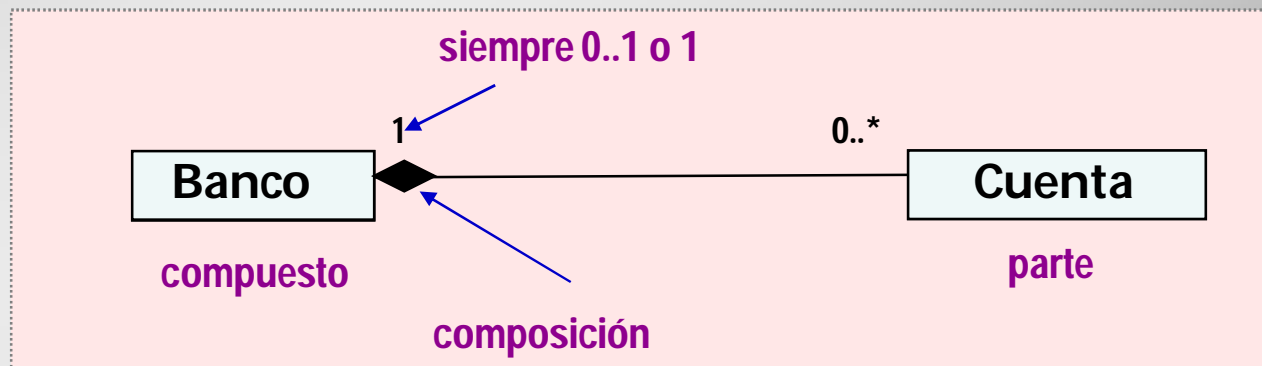 siempre 0..1 o 1
1
0..*
Banco
Cuenta
compuesto
parte
composición